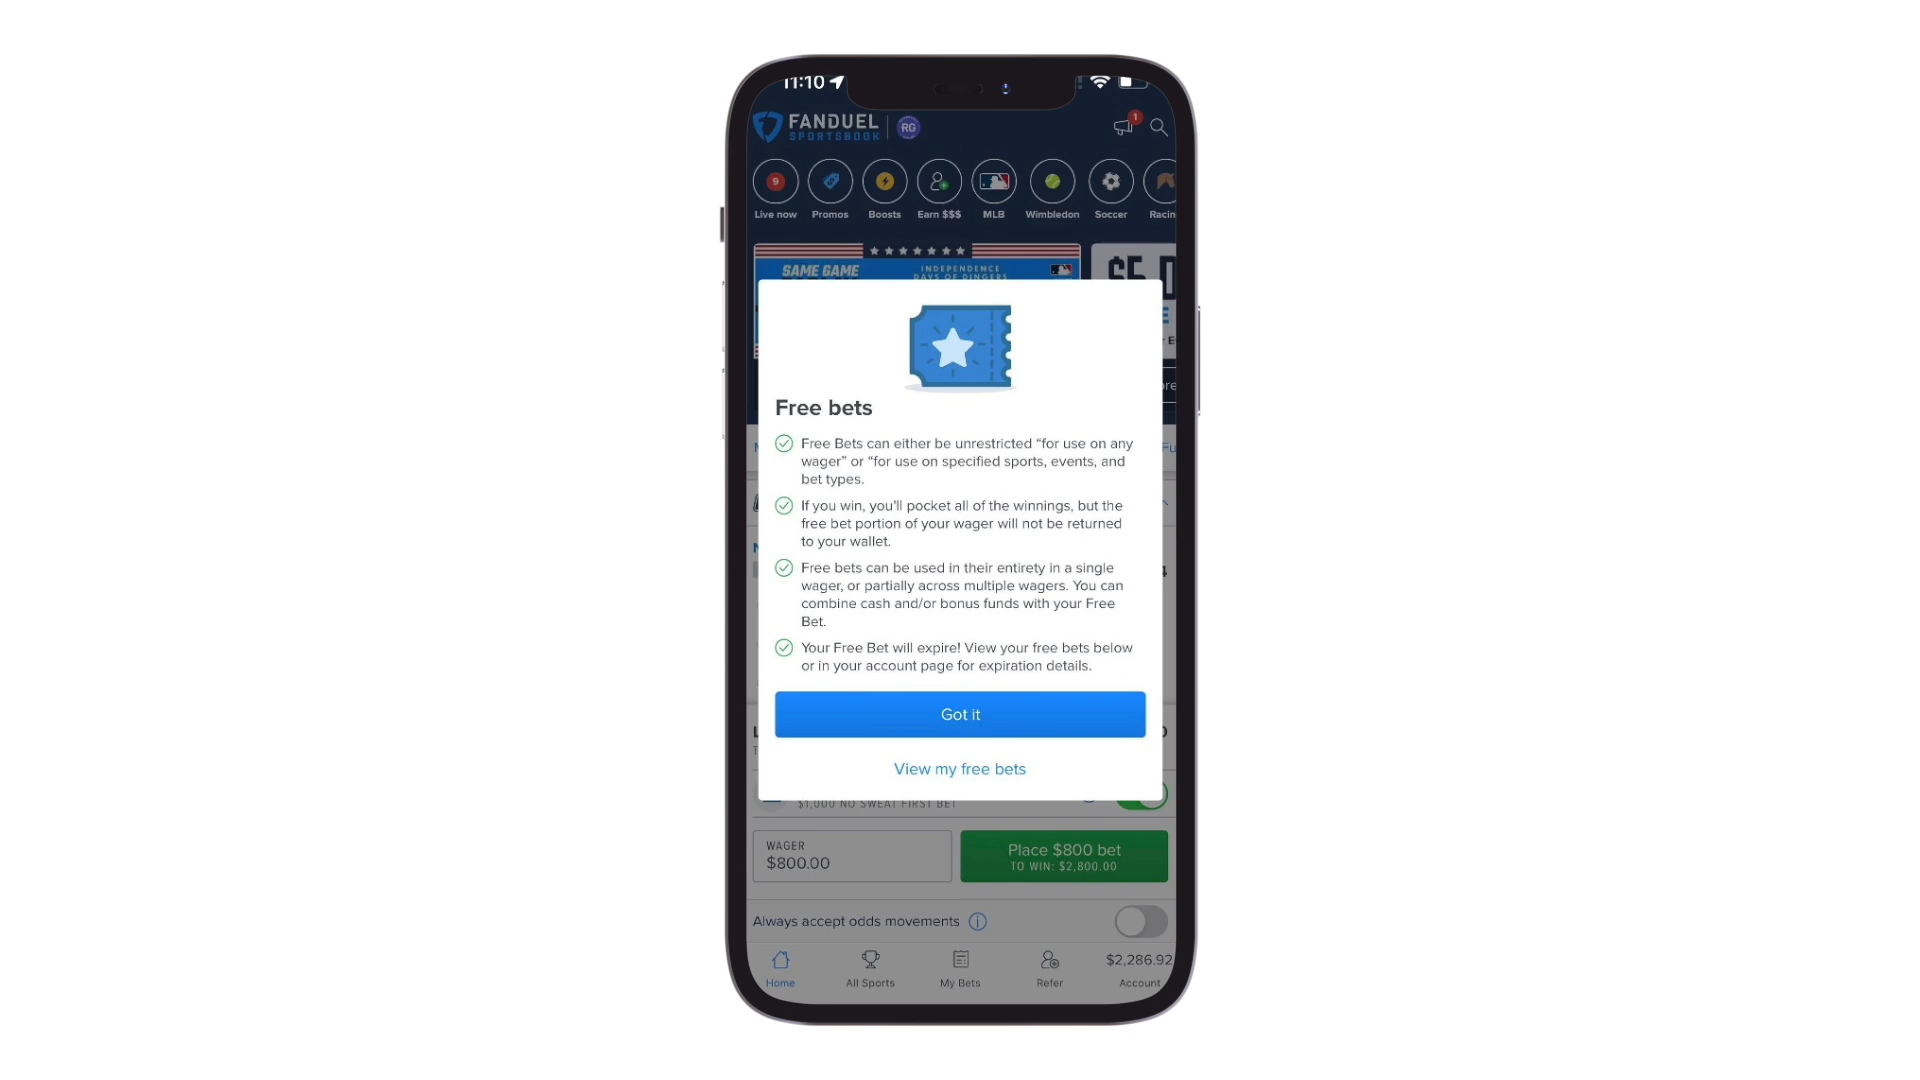 11:10
FANDUEL
SPORTSBOOK
RG
1
9
Live now
Promos
Boosts
Earn $$$
MLB
Wimbledon
Soccer
Racin
SAME GAME
INDEPENDENCE
DAYS OF DINGERS
Free bets
Free Bets can either be unrestricted “for use on any
wager” or “for use on specified sports, events, and
bet types.
If you win, you'll pocket all of the winnings, but the
free bet portion of your wager will not be returned
to your wallet.
Free bets can be used in their entirety in a single
wager, or partially across multiple wagers. You can
combine cash and/or bonus funds with your Free
Bet.
Your Free Bet will expire! View your free bets below
or in your account page for expiration details.
Got it
View my free bets
$1,000 NO SWEAT FIRST BET
WAGER
$800.00
Place $800 bet
TO WIN: $2,800.00
Always accept odds movements
Home
All Sports
My Bets
Refer
$2,286.92
Account